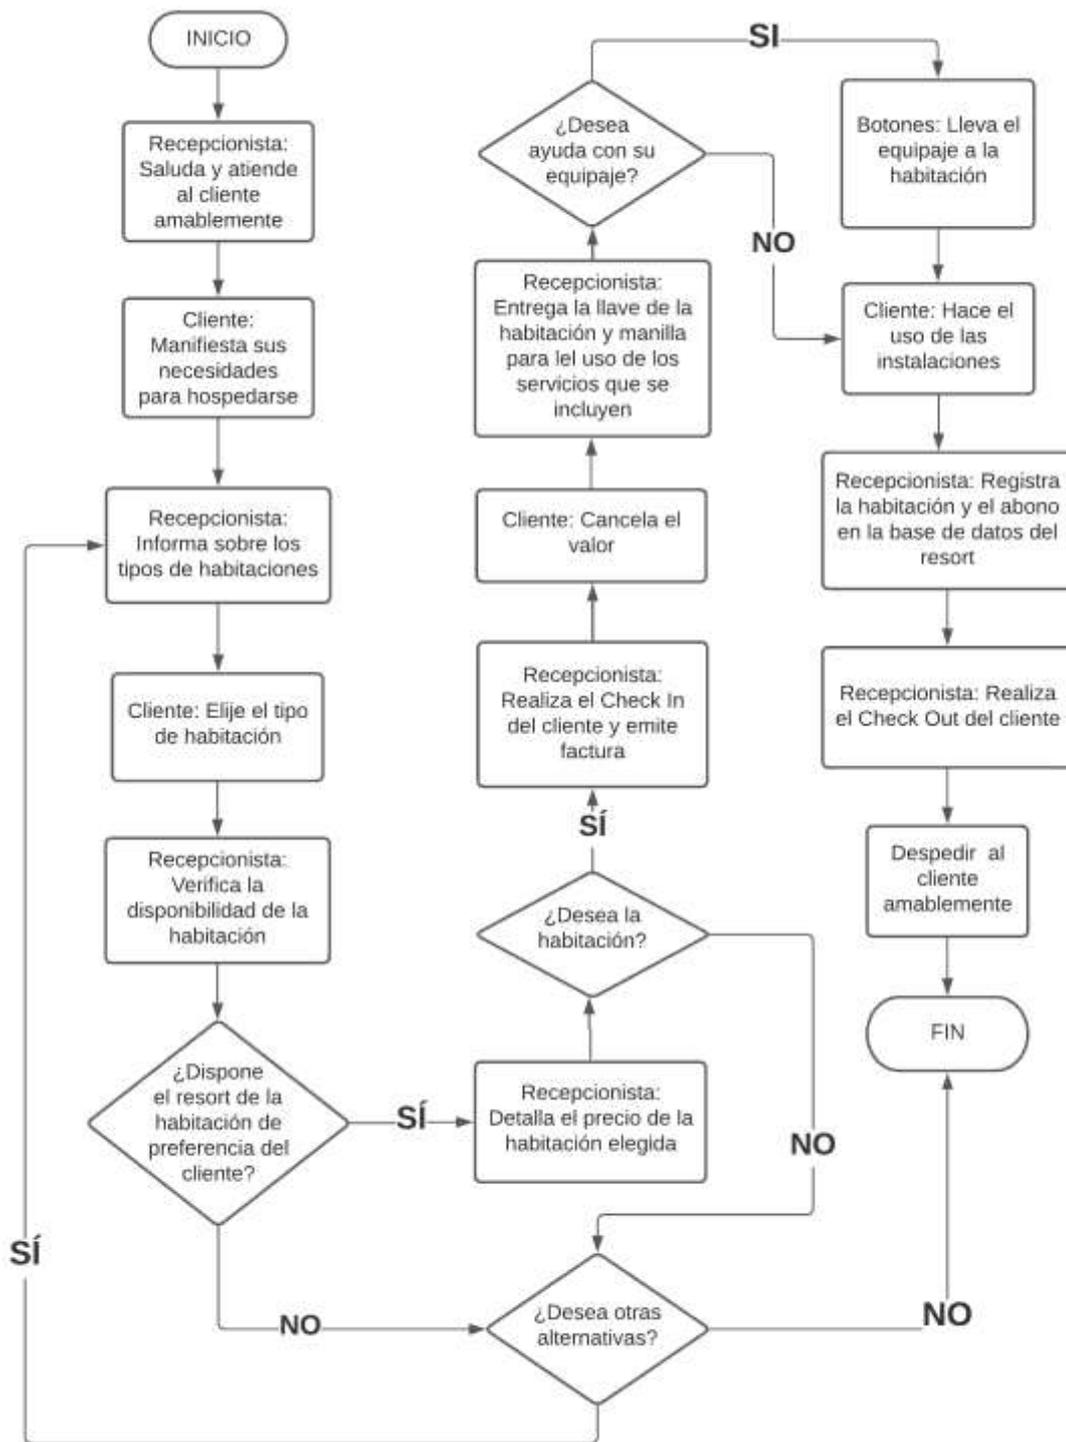 INICIO
Recepcionista:
Saluda y atiende
al cliente
amablemente
Cliente:
Manifiesta sus
necesidades
para hospedarse
Recepcionista:
Informa sobre los
tipos de habitaciones
Cliente: Elije el tipo
de habitación
Recepcionista:
Verifica la
disponibilidad de la
habitación
¿Dispone
el resort de la
habitación de
preferencia del
cliente?
SÍ
NO
Recepcionista:
Detalla el precio de la
habitación elegida
¿Desea la
habitación?
SÍ
NO
¿Desea otras
alternativas?
SÍ
NO
Recepcionista:
Realiza el Check In
del cliente y emite
factura
Cliente: Cancela el
valor
Recepcionista:
Entrega la llave de la
habitación y manilla
para lel uso de los
servicios que se
incluyen
¿Desea
ayuda con su
equipaje?
SI
NO
Botones: Lleva el
equipaje a la
habitación
Cliente: Hace el
uso de las
instalaciones
Recepcionista: Registra
la habitación y el abono
en la base de datos del
resort
Recepcionista: Realiza
el Check Out del cliente
Despedir al
cliente
amablemente
FIN